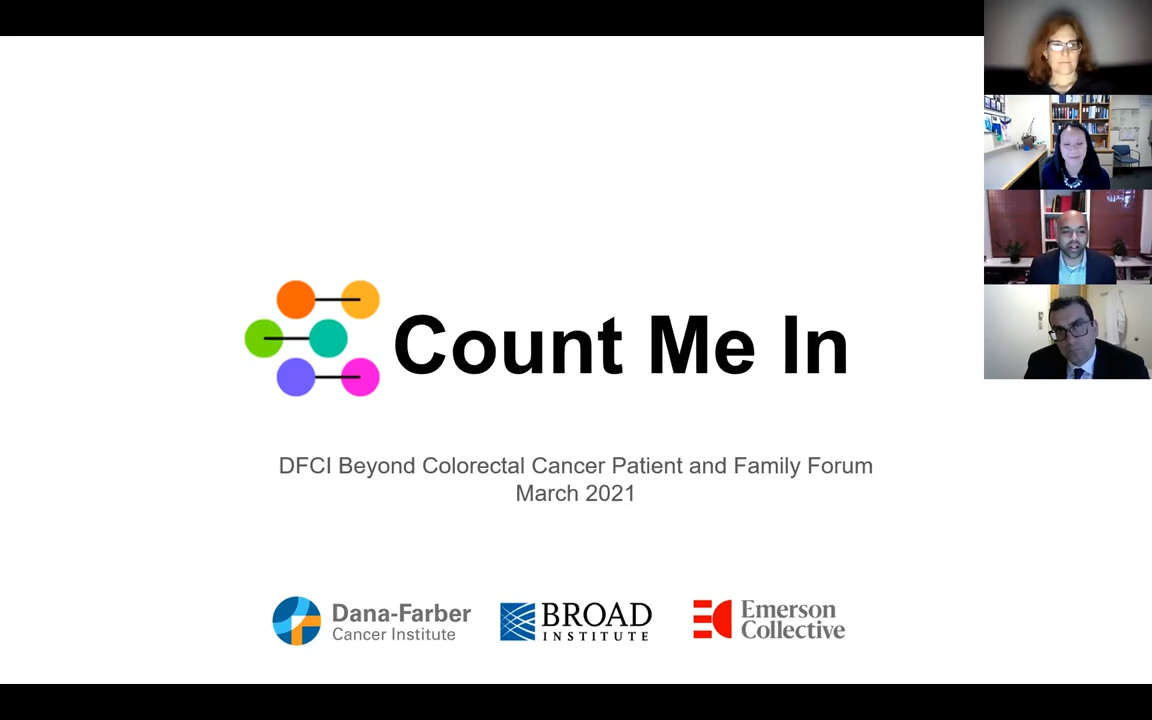 Count Me In
DFCI Beyond Colorectal Cancer Patient and Family Forum
March 2021
Dana-Farber
Cancer Institute
BROAD
INSTITUTE
Emerson
Collective